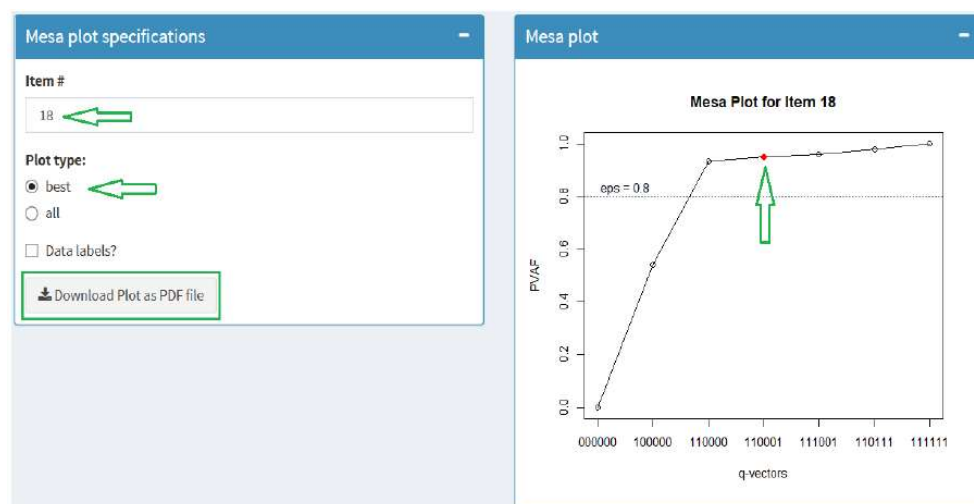 Mesa plot specifications
Item #
18
Plot type:
best
all
Data labels?
Download Plot as PDF file
Mesa plot
Mesa Plot for Item 18
1.0
0.8
0.6
0.4
0.2
0.0
eps = 0.8
PVAF
000000 100000 110000 110001 111001 110111 111111
q-vectors